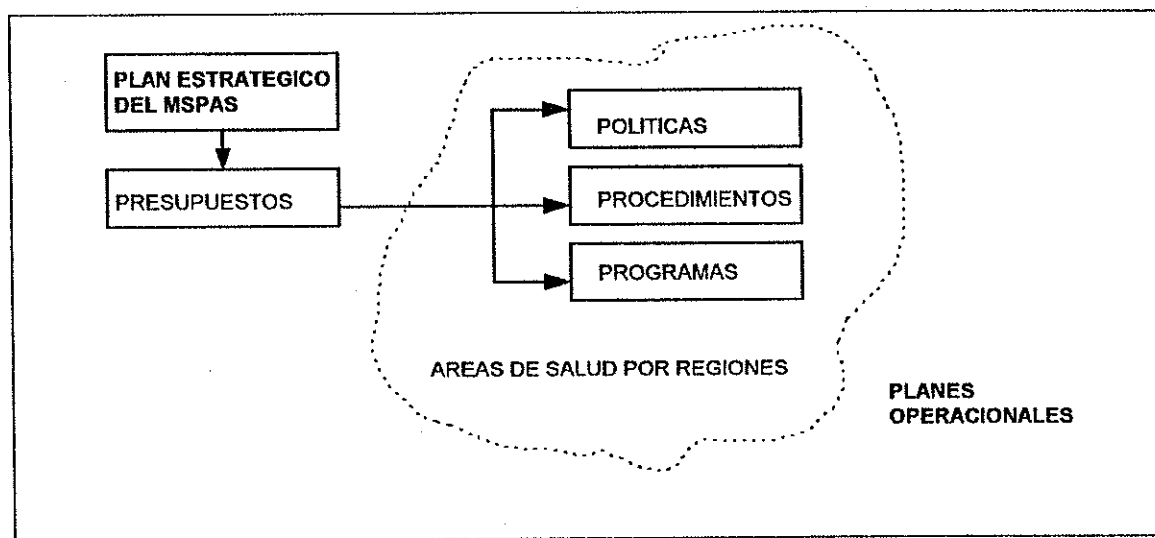 PLAN ESTRATEGICO
DEL MSPAS
PRESUPUESTOS
POLITICAS
PROCEDIMIENTOS
PROGRAMAS
AREAS DE SALUD POR REGIONES
PLANES
OPERACIONALES